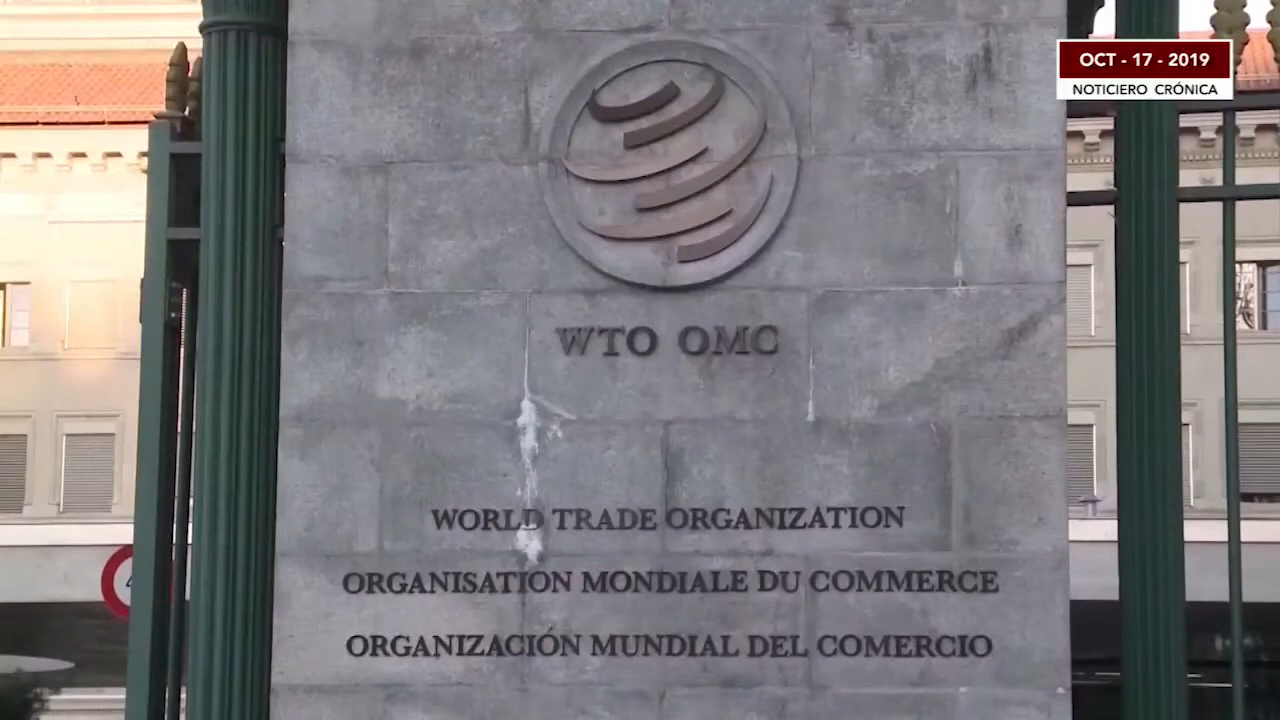 OCT - 17 - 2019
NOTICIERO CRÓNICA
WTO OMC
WORLD TRADE ORGANIZATION
ORGANISATION MONDIALE DU COMMERCE
ORGANIZACIÓN MUNDIAL DEL COMERCIO